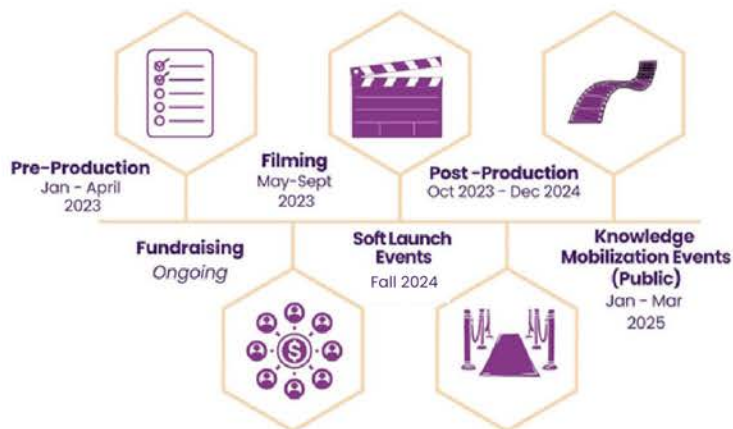 Pre-Production
Jan - April
2023
Filming
May-Sept
2023
Post -Production
Oct 2023 - Dec 2024
Fundraising
Ongoing
$
Soft Launch
Events
Fall 2024
Knowledge
Mobilization Events
(Public)
Jan - Mar
2025